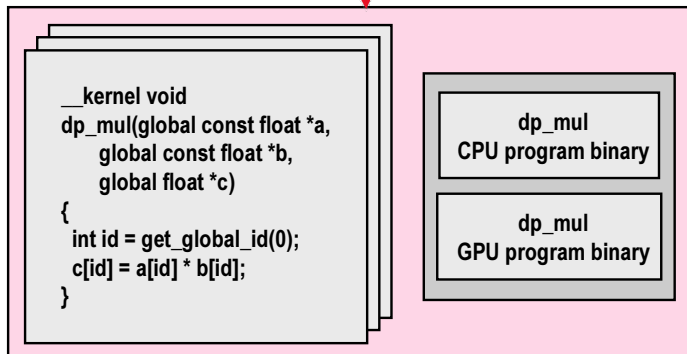 __kernel void
dp_mul(global const float *a,
global const float *b,
global float *c)
{
int id = get_global_id(0);
c[id] = a[id] * b[id];
}
dp_mul
CPU program binary
dp_mul
GPU program binary